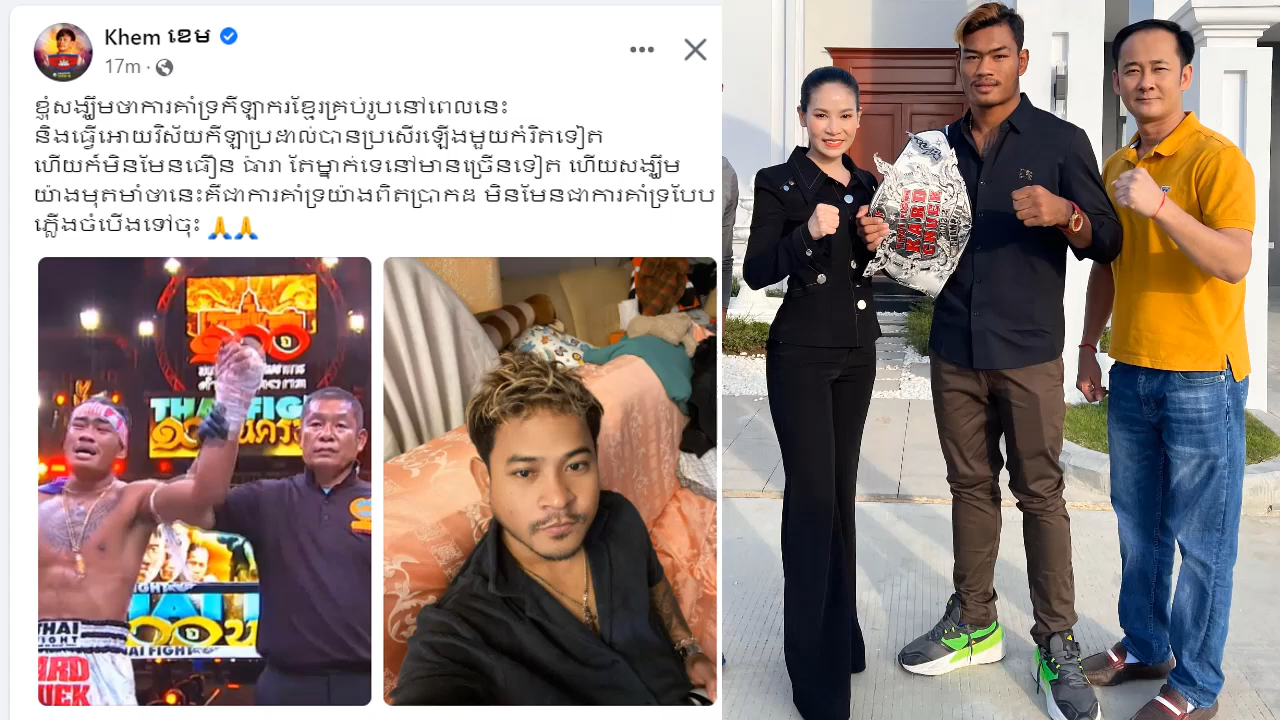 Khem ខេម
17m ·
ខ្ញុំសង្ឃឹមថាការគាំទ្រកីឡាករខ្មែរគ្រប់រូបនៅពេលនេះ
និងធ្វើអោយវិស័យកីឡាប្រដាល់បានប្រសើរឡើងមួយកំរិតទៀត
ហើយក៏មិនមែនធឿន ធារ៉ា តែម្នាក់ទេនៅមានច្រើនទៀត ហើយសង្ឃឹម
យ៉ាងមុតមាំថានេះគឺជាការគាំទ្រយ៉ាងពិតប្រាកដ មិនមែនជាការគាំទ្របែប
ភ្លើងចំបើងទៅចុះ 🙏🙏
THAI FIGHT
THAI
FIGHT
THAI FIGHT
KARD
CHUEK